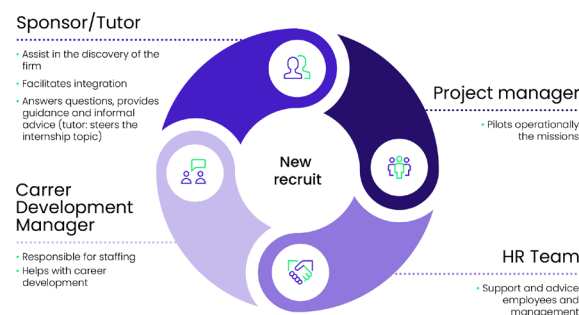 Sponsor/Tutor
• Assist in the discovery of the
firm
• Facilitates integration
• Answers questions, provides
guidance and informal
advice (tutor: steers the
internship topic)
Project manager
• Pilots operationally
the missions
New
recruit
Carrer
Development
Manager
• Responsible for staffing
• Helps with career
development
HR Team
• Support and advice
employees and
management